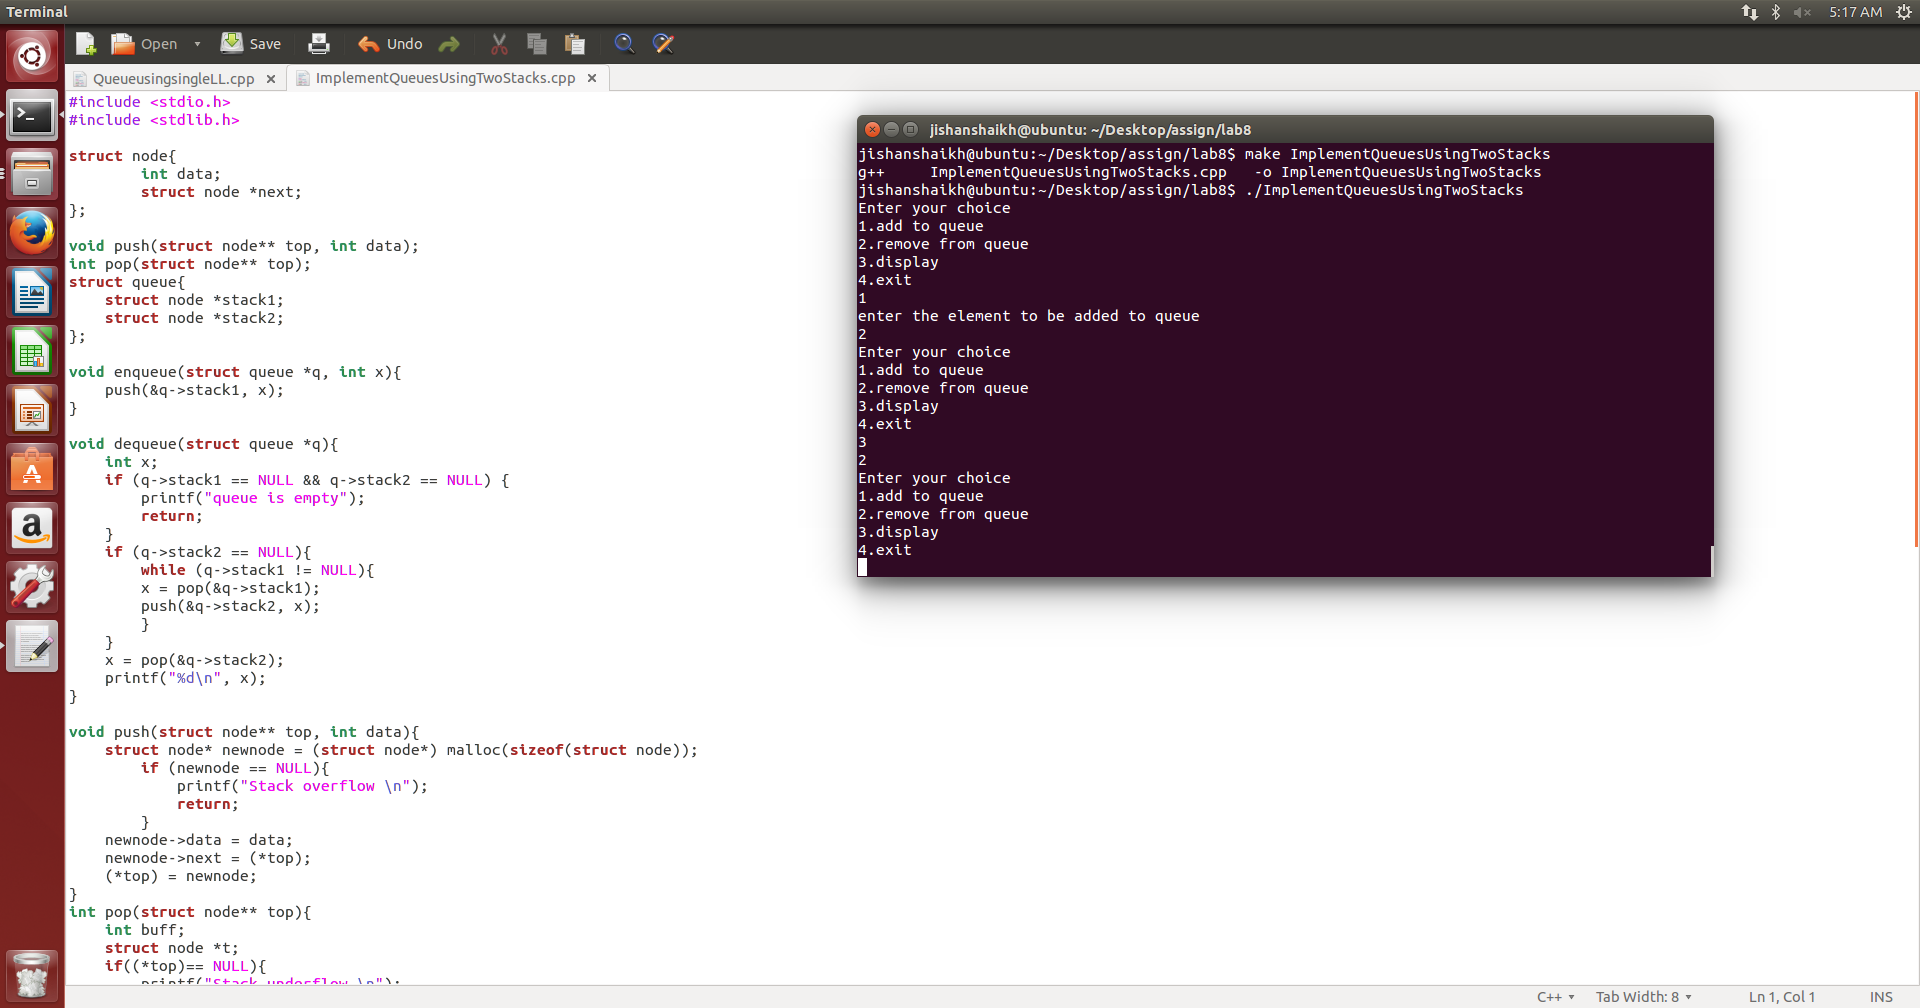 Terminal
5:17 AM
Open
Save
Undo
QueueusingsingleLL.cpp
ImplementQueuesUsingTwoStacks.cpp
#include <stdio.h>
#include <stdlib.h>
struct node{
int data;
struct node *next;
};
void push(struct node** top, int data);
int pop(struct node** top);
struct queue{
struct node *stack1;
struct node *stack2;
};
void enqueue(struct queue *q, int x){
push(&q->stack1, x);
}
void dequeue(struct queue *q){
int x;
if (q->stack1 == NULL && q->stack2 == NULL) {
printf("queue is empty");
return;
}
if (q->stack2 == NULL){
while (q->stack1 != NULL){
x = pop(&q->stack1);
push(&q->stack2, x);
}
}
x = pop(&q->stack2);
printf("%d\n", x);
}
void push(struct node** top, int data){
struct node* newnode = (struct node*) malloc(sizeof(struct node));
if (newnode == NULL){
printf("Stack overflow \n");
return;
}
newnode->data = data;
newnode->next = (*top);
(*top) = newnode;
}
int pop(struct node** top){
int buff;
struct node *t;
if((*top)== NULL){
printf("Stack underflow \n");
jishanshaikh@ubuntu: ~/Desktop/assign/lab8
jishanshaikh@ubuntu:~/Desktop/assign/lab8$ make ImplementQueuesUsingTwoStacks
g++     ImplementQueuesUsingTwoStacks.cpp   -o ImplementQueuesUsingTwoStacks
jishanshaikh@ubuntu:~/Desktop/assign/lab8$ ./ImplementQueuesUsingTwoStacks
Enter your choice
1.add to queue
2.remove from queue
3.display
4.exit
1
enter the element to be added to queue
2
Enter your choice
1.add to queue
2.remove from queue
3.display
4.exit
3
2
Enter your choice
1.add to queue
2.remove from queue
3.display
4.exit
C++
Tab Width: 8
Ln 1, Col 1
INS